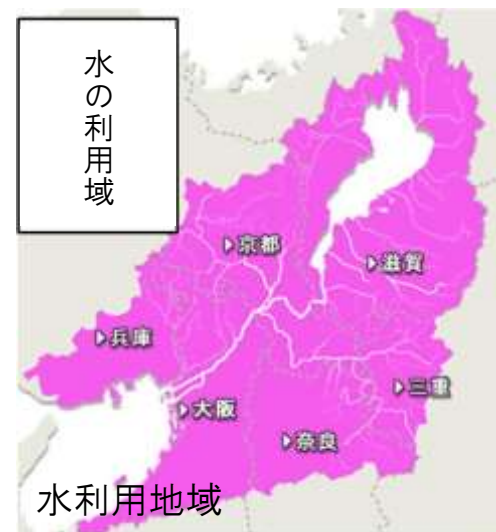 水の利用域
▶京都
▶滋賀
▶兵庫
▶三重
▶大阪
▶奈良
水利用地域